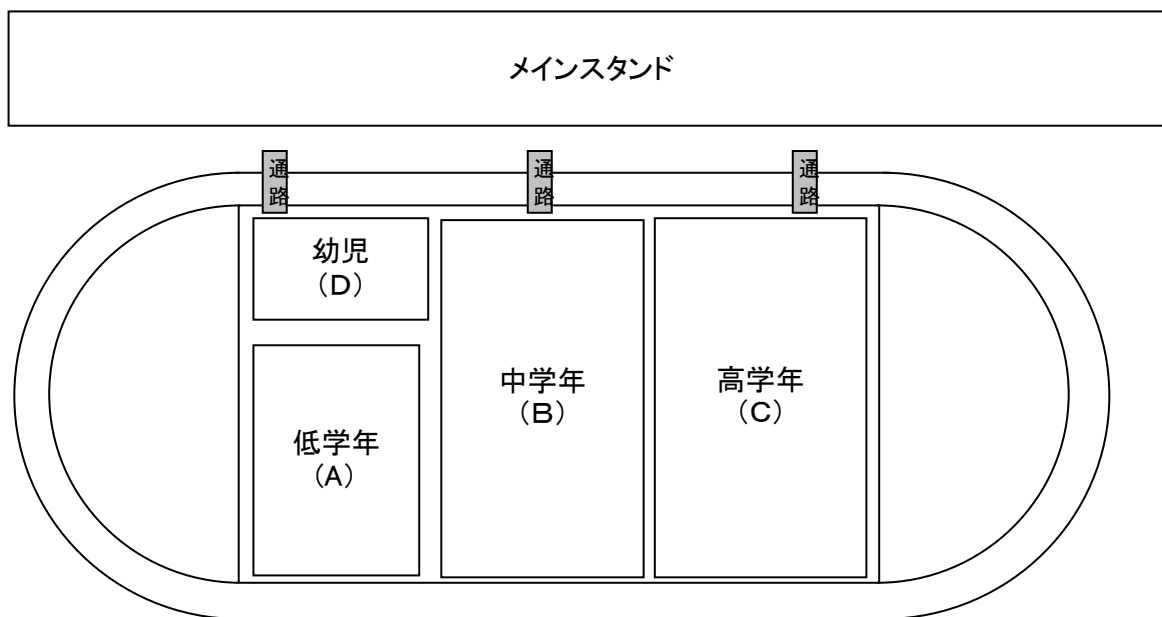 メインスタンド
通路
通路
通路
幼児
（D）
中学年
（B）
高学年
（C）
低学年
（A）